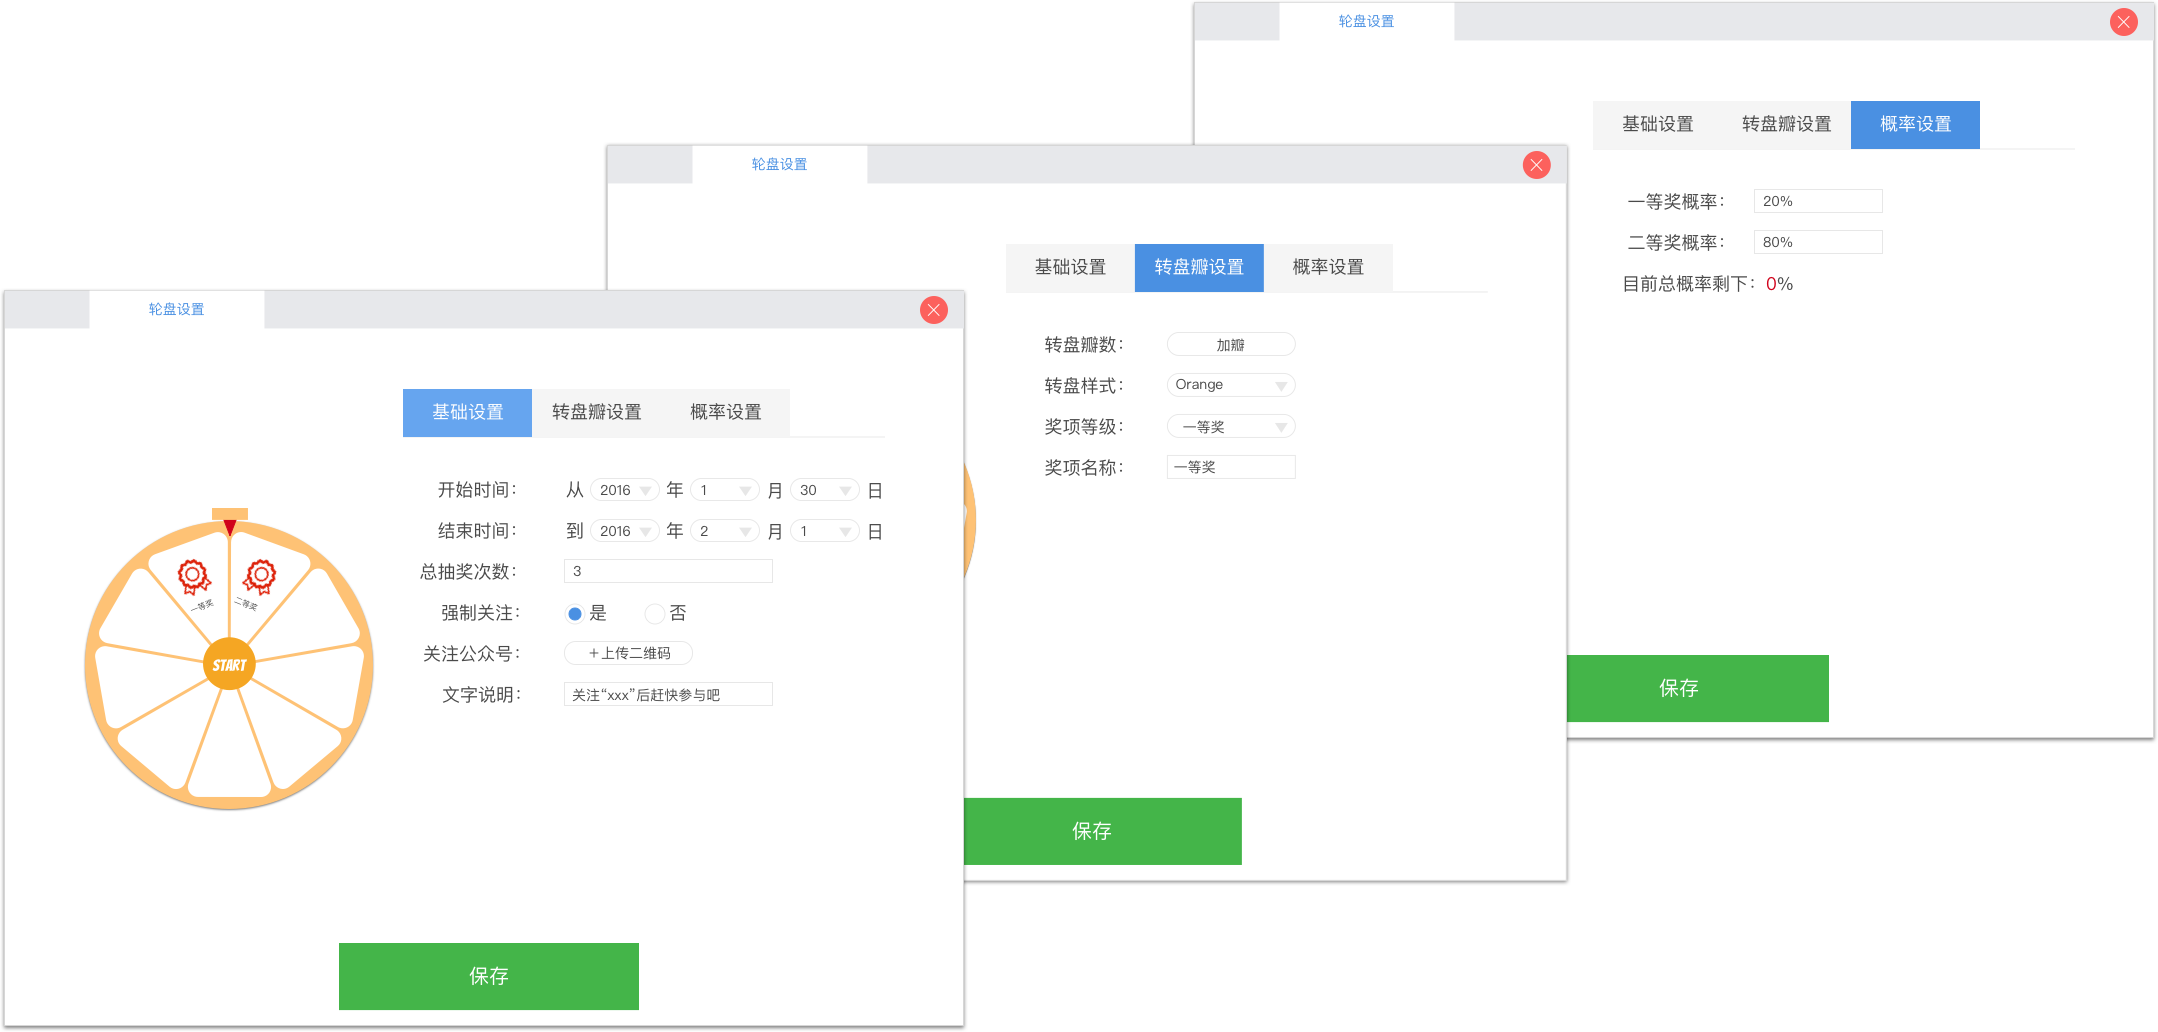 轮盘设置
基础设置 转盘瓣设置 概率设置
一等奖概率： 20%
二等奖概率： 80%
目前总概率剩下：0%
保存
轮盘设置
基础设置 转盘瓣设置 概率设置
转盘瓣数： 加瓣
转盘样式： Orange
奖项等级： 一等奖
奖项名称： 一等奖
保存
轮盘设置
基础设置 转盘瓣设置 概率设置
开始时间： 从 2016 年 1 月 30 日
结束时间： 到 2016 年 2 月 1 日
总抽奖次数： 3
强制关注： 是 否
关注公众号： ＋上传二维码
文字说明： 关注“xxx”后赶快参与吧
一等奖 二等奖
START
保存